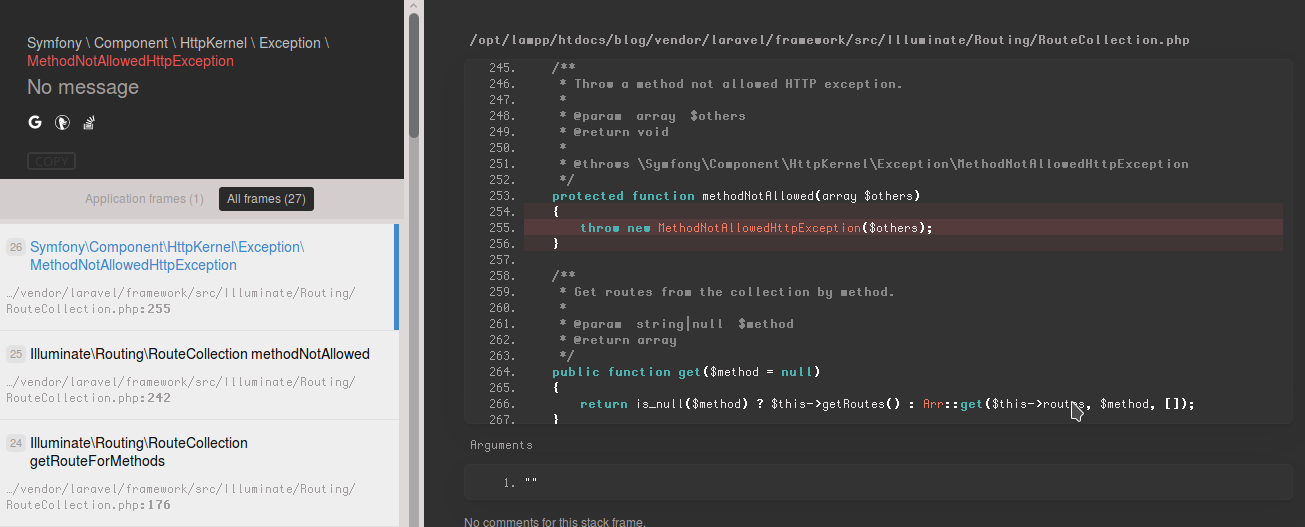 Symfony \ Component \ HttpKernel \ Exception \
MethodNotAllowedHttpException
No message
COPY
Application frames (1)
All frames (27)
26
Symfony\Component\HttpKernel\Exception\
MethodNotAllowedHttpException
…/vendor/laravel/framework/src/Illuminate/Routing/
RouteCollection.php:255
25
Illuminate\Routing\RouteCollection methodNotAllowed
…/vendor/laravel/framework/src/Illuminate/Routing/
RouteCollection.php:242
24
Illuminate\Routing\RouteCollection
getRouteForMethods
…/vendor/laravel/framework/src/Illuminate/Routing/
RouteCollection.php:176
/opt/lampp/htdocs/blog/vendor/laravel/framework/src/Illuminate/Routing/RouteCollection.php
245. /**
246. * Throw a method not allowed HTTP exception.
247. *
248. * @param  array  $others
249. * @return void
250. *
251. * @throws \Symfony\Component\HttpKernel\Exception\MethodNotAllowedHttpException
252. */
253. protected function methodNotAllowed(array $others)
254. {
255. throw new MethodNotAllowedHttpException($others);
256. }
257.
258. /**
259. * Get routes from the collection by method.
260. *
261. * @param  string|null  $method
262. * @return array
263. */
264. public function get($method = null)
265. {
266. return is_null($method) ? $this->getRoutes() : Arr::get($this->routes, $method, []);
267. }
Arguments
1. ""
No comments for this stack frame.